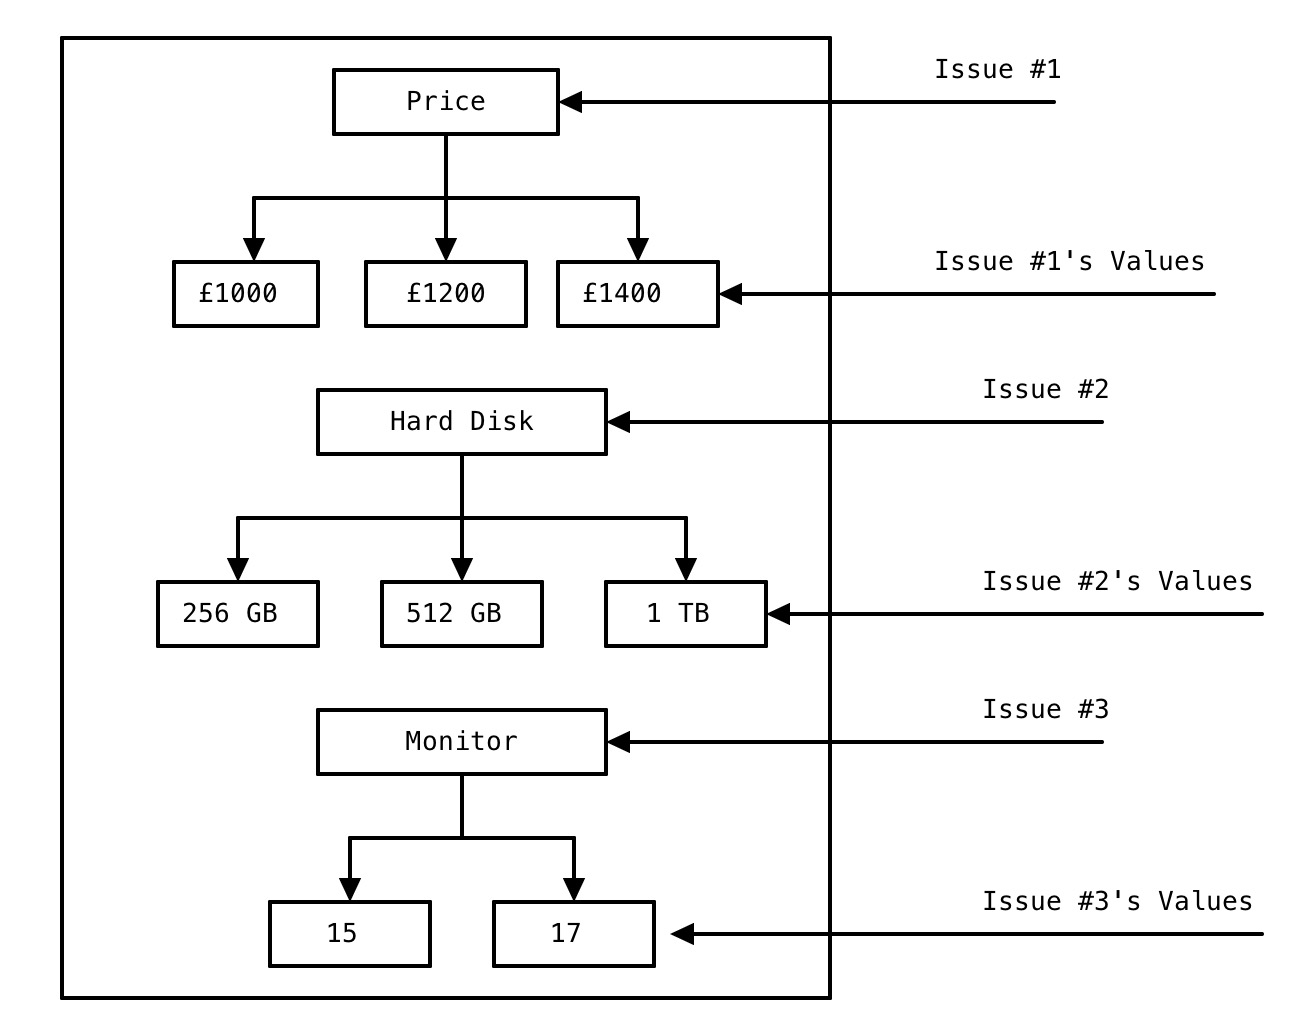 Issue #1
Price
Issue #1's Values
£1000 £1200 £1400
Issue #2
Hard Disk
Issue #2's Values
256 GB 512 GB 1 TB
Issue #3
Monitor
Issue #3's Values
15 17